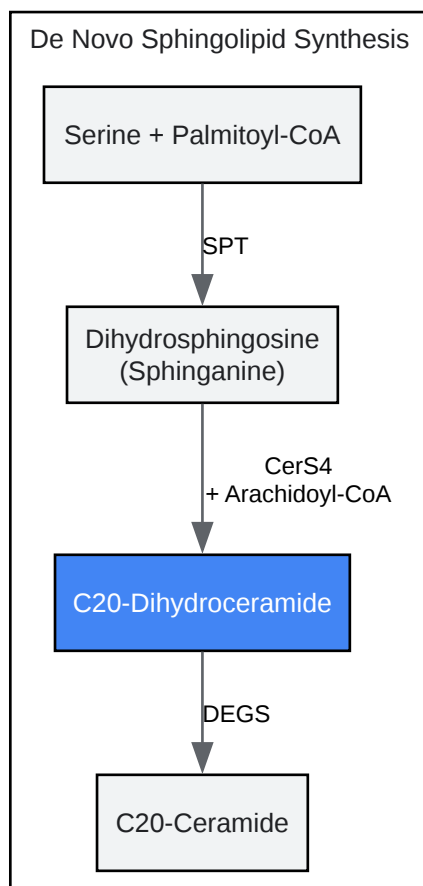 De Novo Sphingolipid Synthesis
Serine + Palmitoyl-CoA
SPT
Dihydrosphingosine
(Sphinganine)
CerS4
+ Arachidoyl-CoA
C20-Dihydroceramide
DEGS
C20-Ceramide